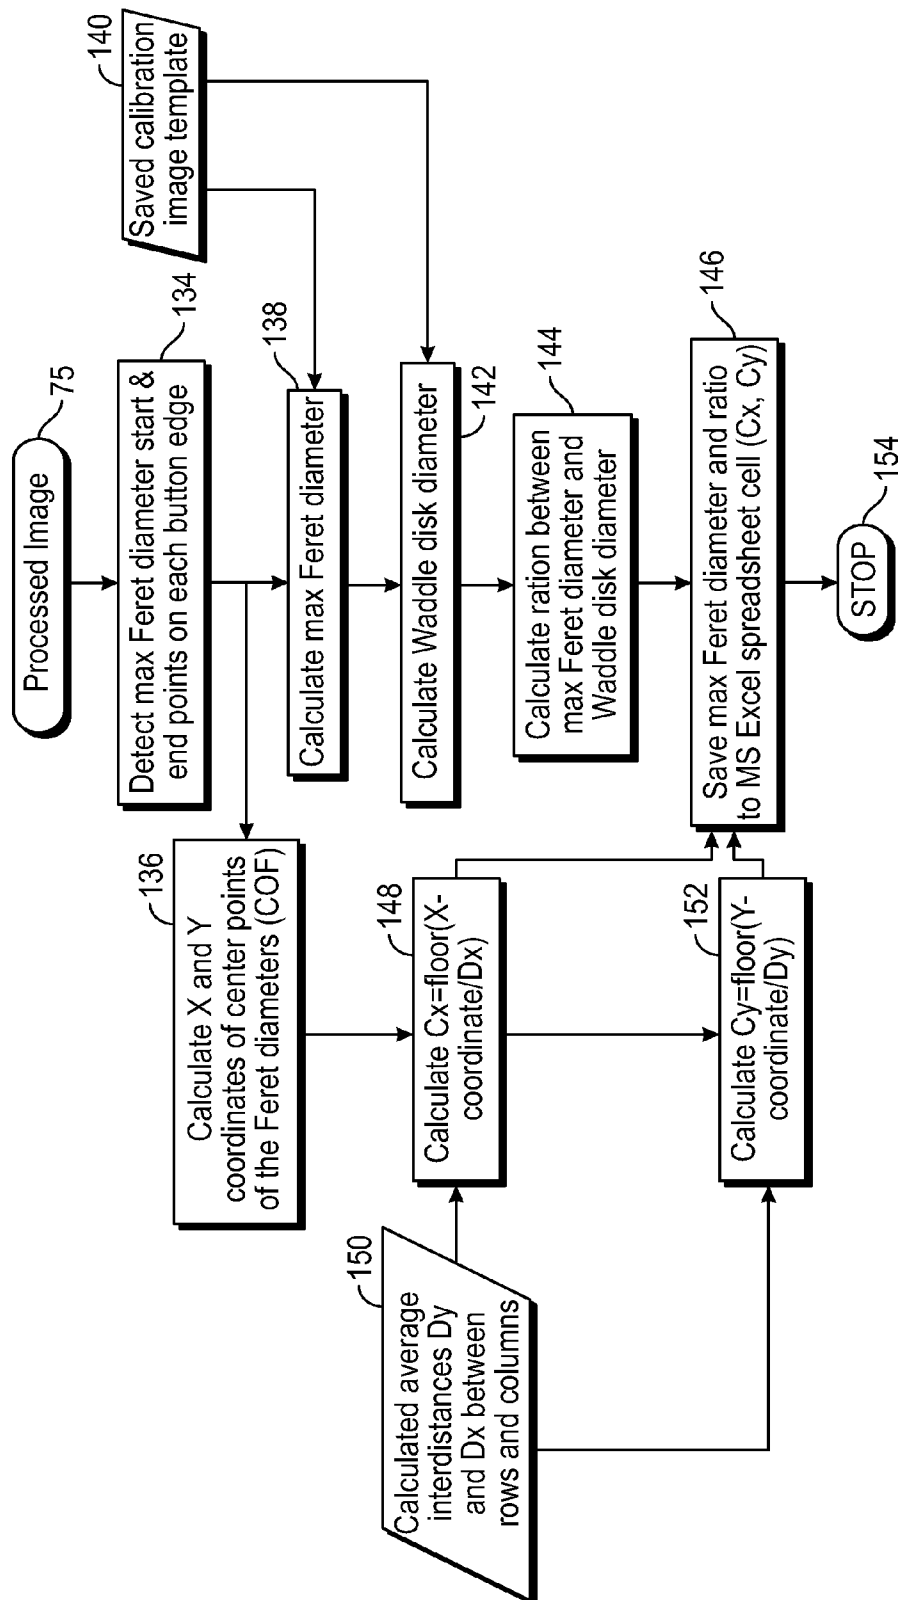 Processed Image
75
Detect max Feret diameter start &
end points on each button edge
134
Saved calibration
image template
140
Calculate X and Y
coordinates of center points
of the Feret diameters (COF)
136
Calculate max Feret diameter
138
Calculate Waddle disk diameter
142
Calculated average
interdistances Dy
and Dx between
rows and columns
150
Calculate Cx=floor(X-
coordinate/Dx)
148
Calculate ration between
max Feret diameter and
Waddle disk diameter
144
Calculate Cy=floor(Y-
coordinate/Dy)
152
Save max Feret diameter and ratio
to MS Excel spreadsheet cell (Cx, Cy)
146
STOP
154